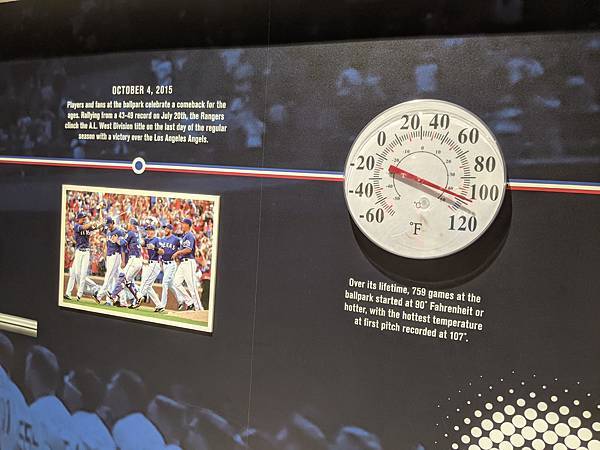 OCTOBER 4, 2015
Players and fans at the ballpark celebrate a comeback for the
ages. Rallying from a 43-49 record on July 20th, the Rangers
clinch the A.L. West Division title on the last day of the regular
season with a victory over the Los Angeles Angels.
-60
-40
-20
0
20
40
60
80
100
120
°C
°F
Over its lifetime, 759 games at the
ballpark started at 90° Fahrenheit or
hotter, with the hottest temperature
at first pitch recorded at 107°.